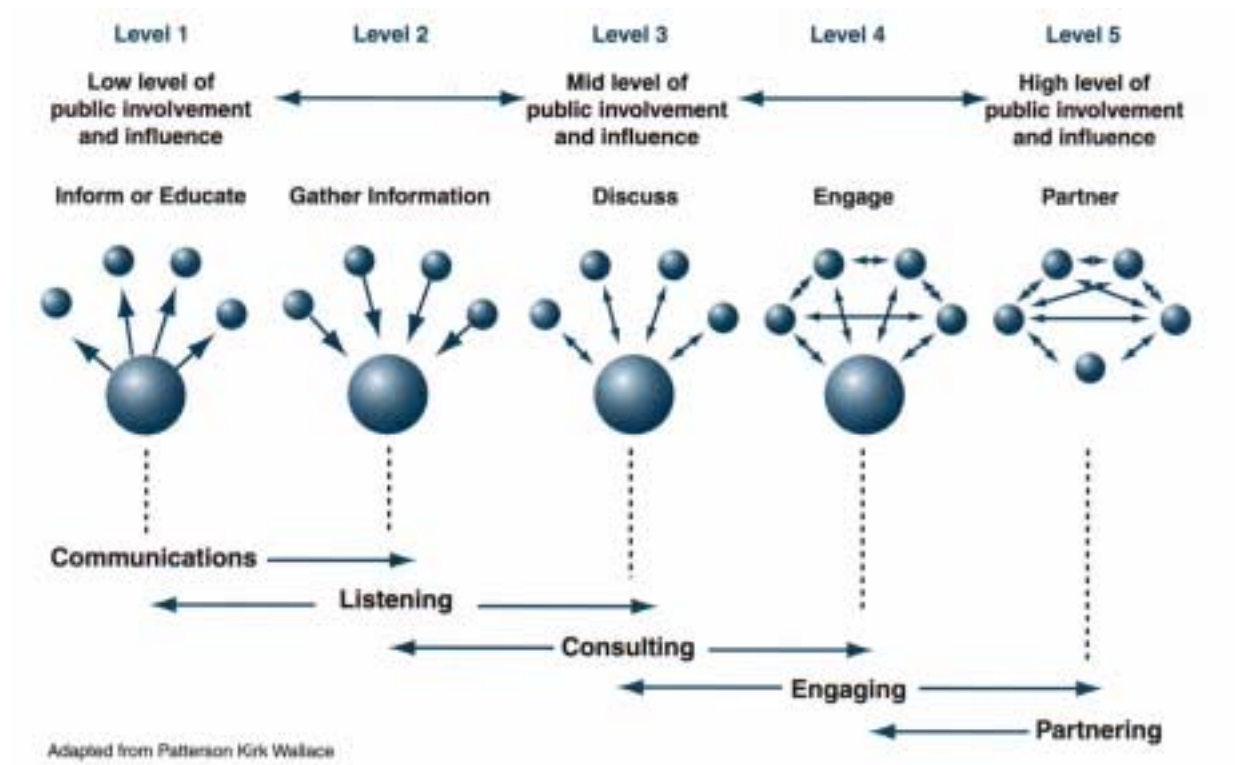 Level 1 Level 2 Level 3 Level 4 Level 5
Low level of
public involvement
and influence
Mid level of
public involvement
and influence
High level of
public involvement
and influence
Inform or Educate Gather Information Discuss Engage Partner
Communications
Listening
Consulting
Engaging
Partnering
Adapted from Patterson Kirk Wallace